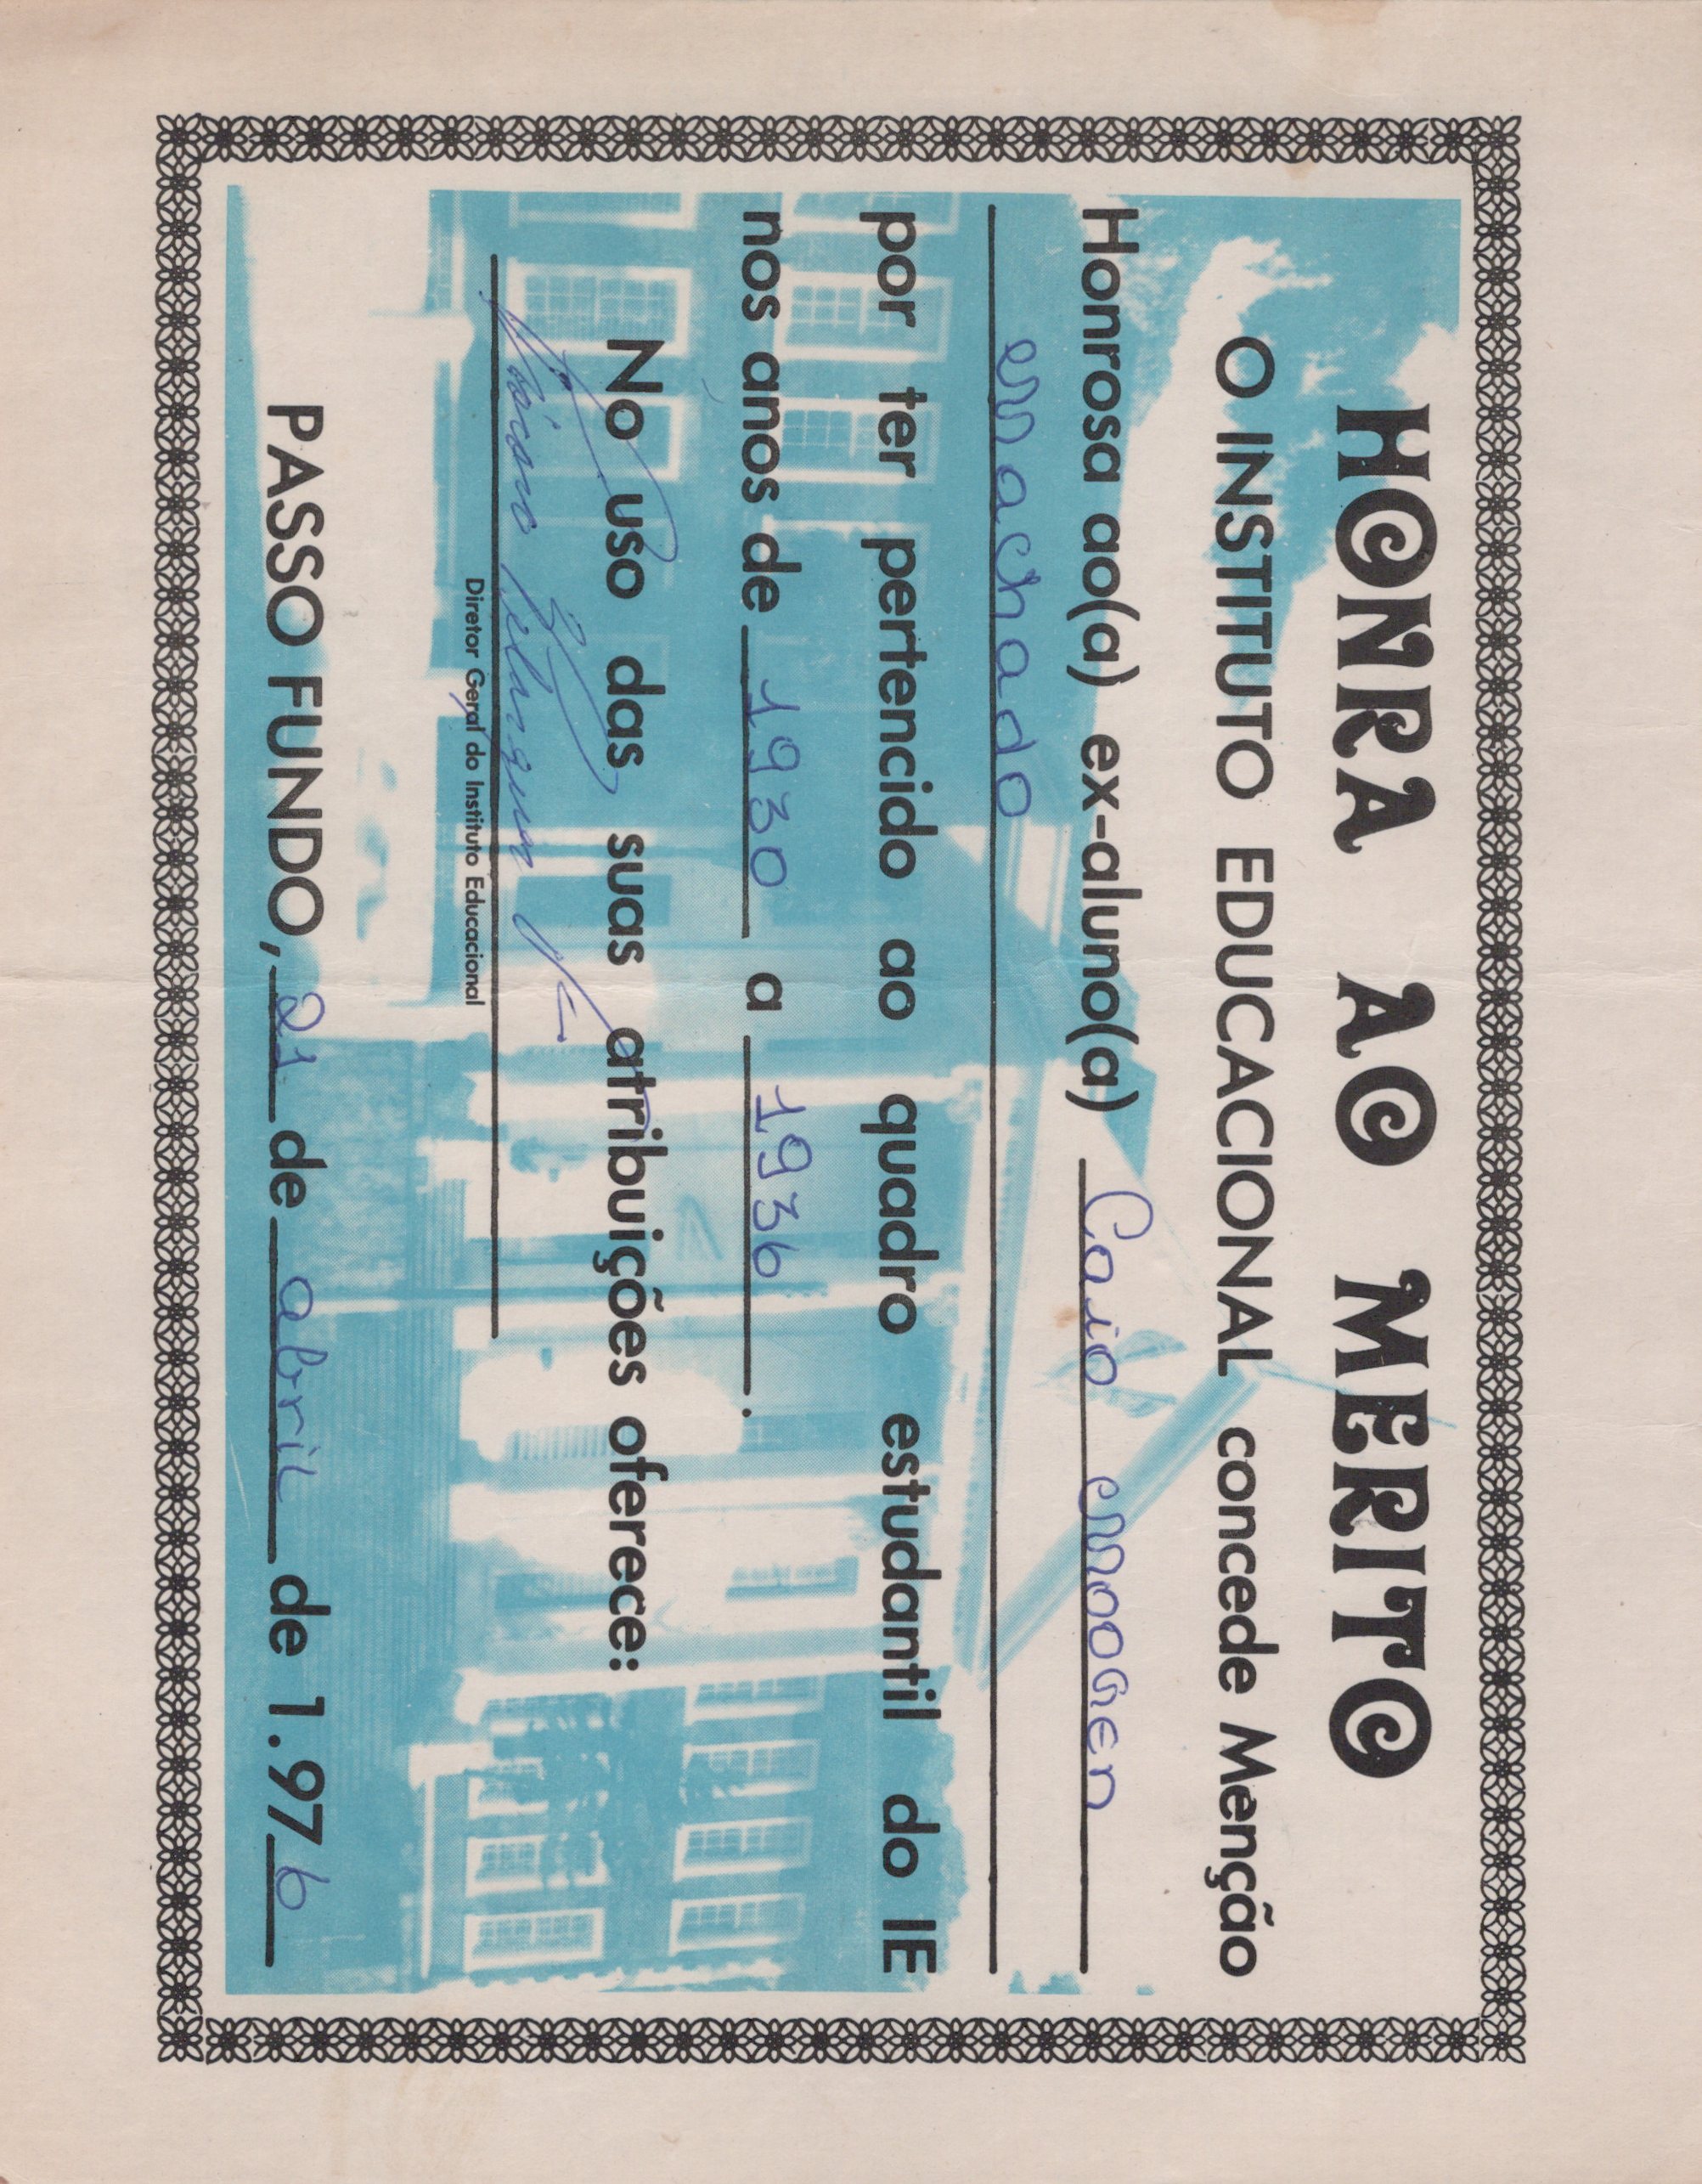 HONRA AO MERITO
O INSTITUTO EDUCACIONAL concede Menção
Honrosa ao(a) ex-aluno(a) Caio Moogen
Machado
por ter pertencido ao quadro estudantil do IE
nos anos de 1930 a 1936.
No uso das suas atribuições oferece:
Diretor Geral do Instituto Educacional
PASSO FUNDO, 21 de abril de 1.976